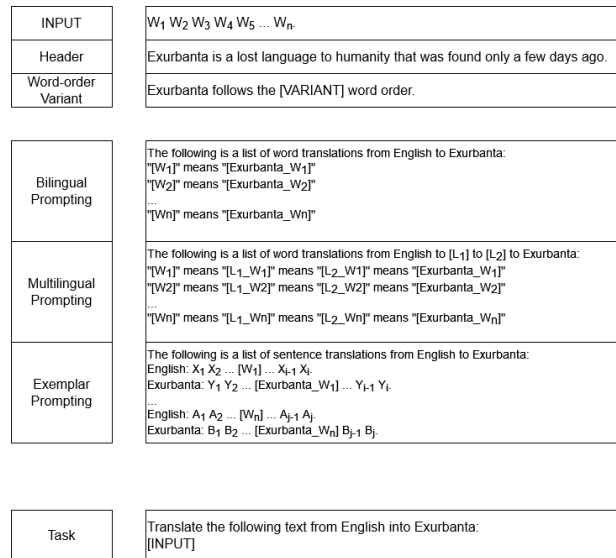 INPUT
W1 W2 W3 W4 W5 ... Wn.
Header
Exurbanta is a lost language to humanity that was found only a few days ago.
Word-order
Variant
Exurbanta follows the [VARIANT] word order.
Bilingual
Prompting
The following is a list of word translations from English to Exurbanta:
"[W1]" means "[Exurbanta_W1]"
"[W2]" means "[Exurbanta_W2]"
...
"[Wn]" means "[Exurbanta_Wn]"
Multilingual
Prompting
The following is a list of word translations from English to [L1] to [L2] to Exurbanta:
"[W1]" means "[L1_W1]" means "[L2_W1]" means "[Exurbanta_W1]"
"[W2]" means "[L1_W2]" means "[L2_W2]" means "[Exurbanta_W2]"
...
"[Wn]" means "[L1_Wn]" means "[L2_Wn]" means "[Exurbanta_Wn]"
Exemplar
Prompting
The following is a list of sentence translations from English to Exurbanta:
English: X1 X2 ... [W1] ... Xi-1 Xi.
Exurbanta: Y1 Y2 ... [Exurbanta_W1] ... Yi-1 Yi.
...
English: A1 A2 ... [Wn] ... Aj-1 Aj.
Exurbanta: B1 B2 ... [Exurbanta_Wn] Bj-1 Bj.
Task
Translate the following text from English into Exurbanta:
[INPUT]